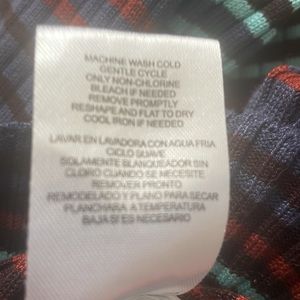 MACHINE WASH COLD
GENTLE CYCLE
ONLY NON-CHLORINE
BLEACH IF NEEDED
REMOVE PROMPTLY
RESHAPE AND FLAT TO DRY
COOL IRON IF NEEDED
LAVAR EN LAVADORA CON AGUA FRIA
CICLO SUAVE
SOLAMENTE BLANQUEADOR SIN
CLORO CUANDO SE NECESITE
REMOVER PRONTO
REMODELADO Y PLANO PARA SECAR
PLANCHAR A TEMPERATURA
BAJA SI ES NECESARIO